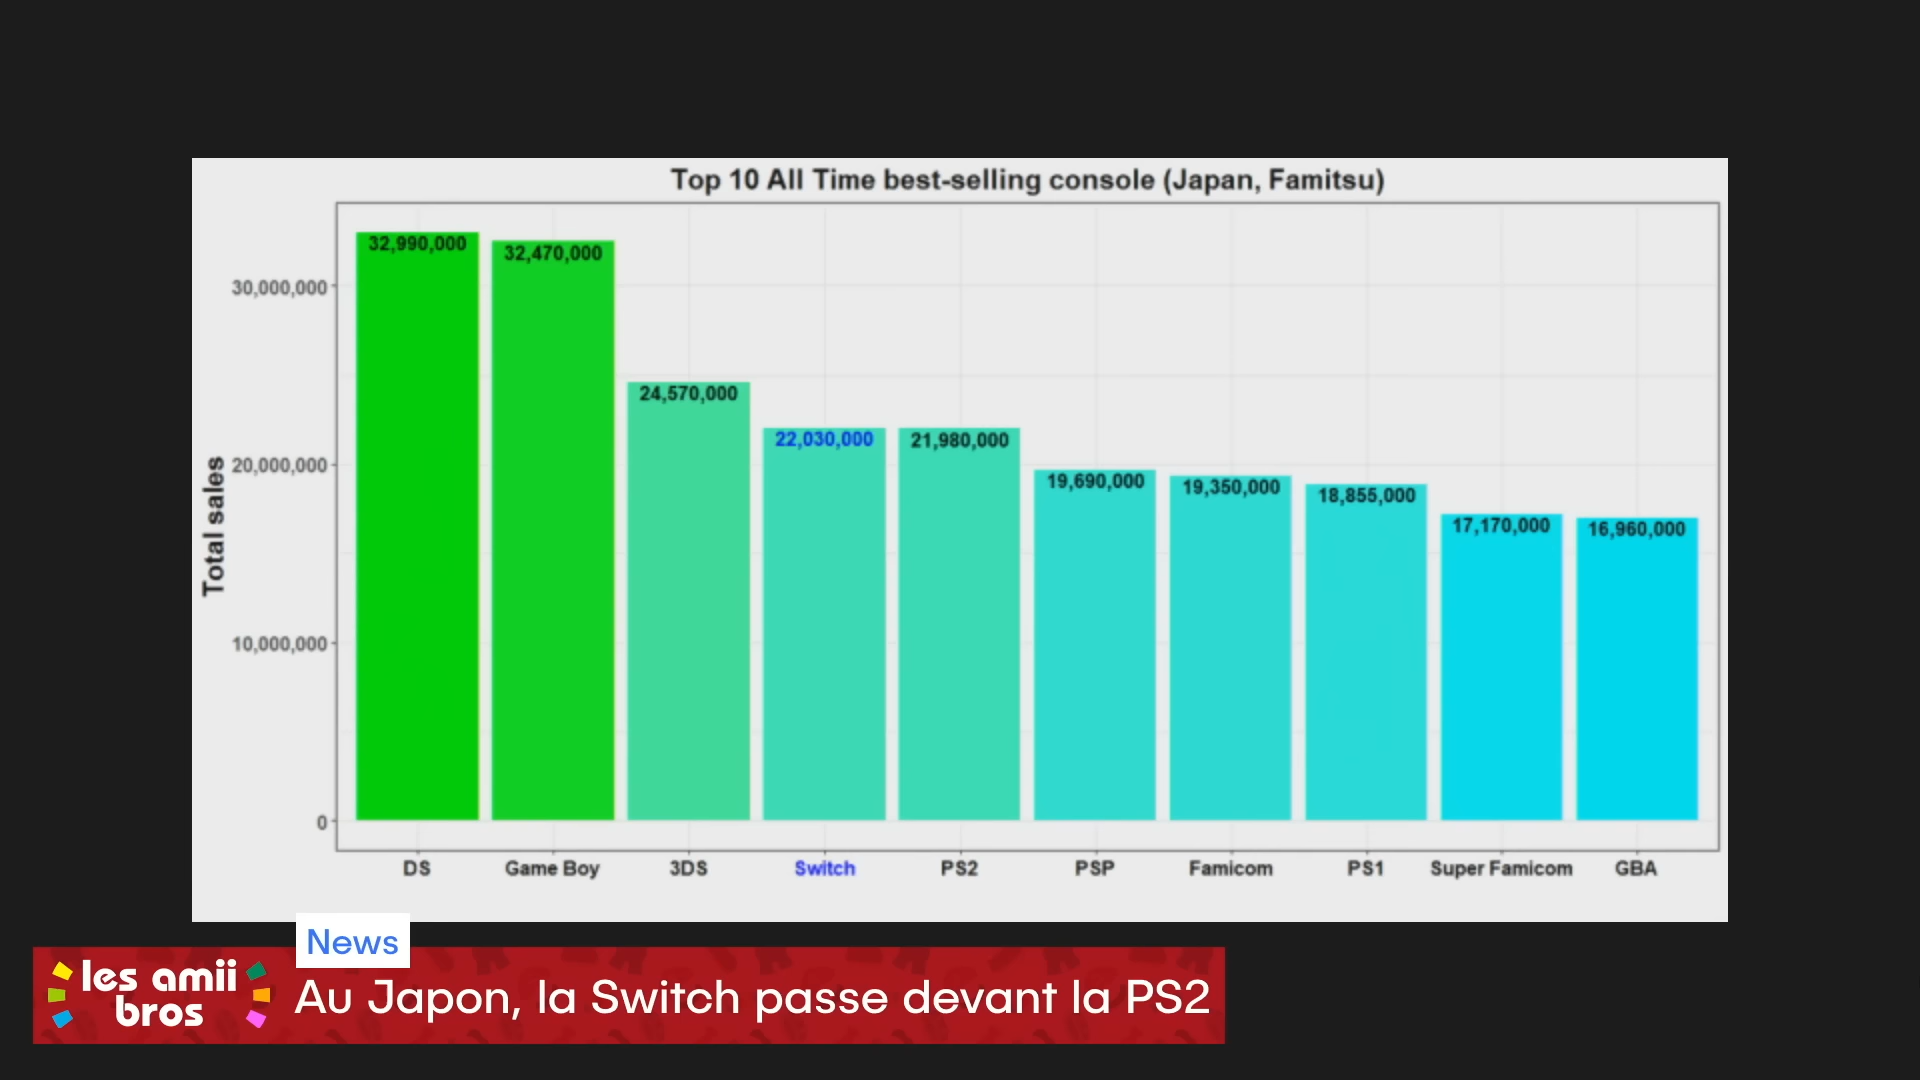 Top 10 All Time best-selling console (Japan, Famitsu)
Total sales
30,000,000
20,000,000
10,000,000
0
32,990,000
32,470,000
24,570,000
22,030,000
21,980,000
19,690,000
19,350,000
18,855,000
17,170,000
16,960,000
DS
Game Boy
3DS
Switch
PS2
PSP
Famicom
PS1
Super Famicom
GBA
News
les amii
bros
Au Japon, la Switch passe devant la PS2